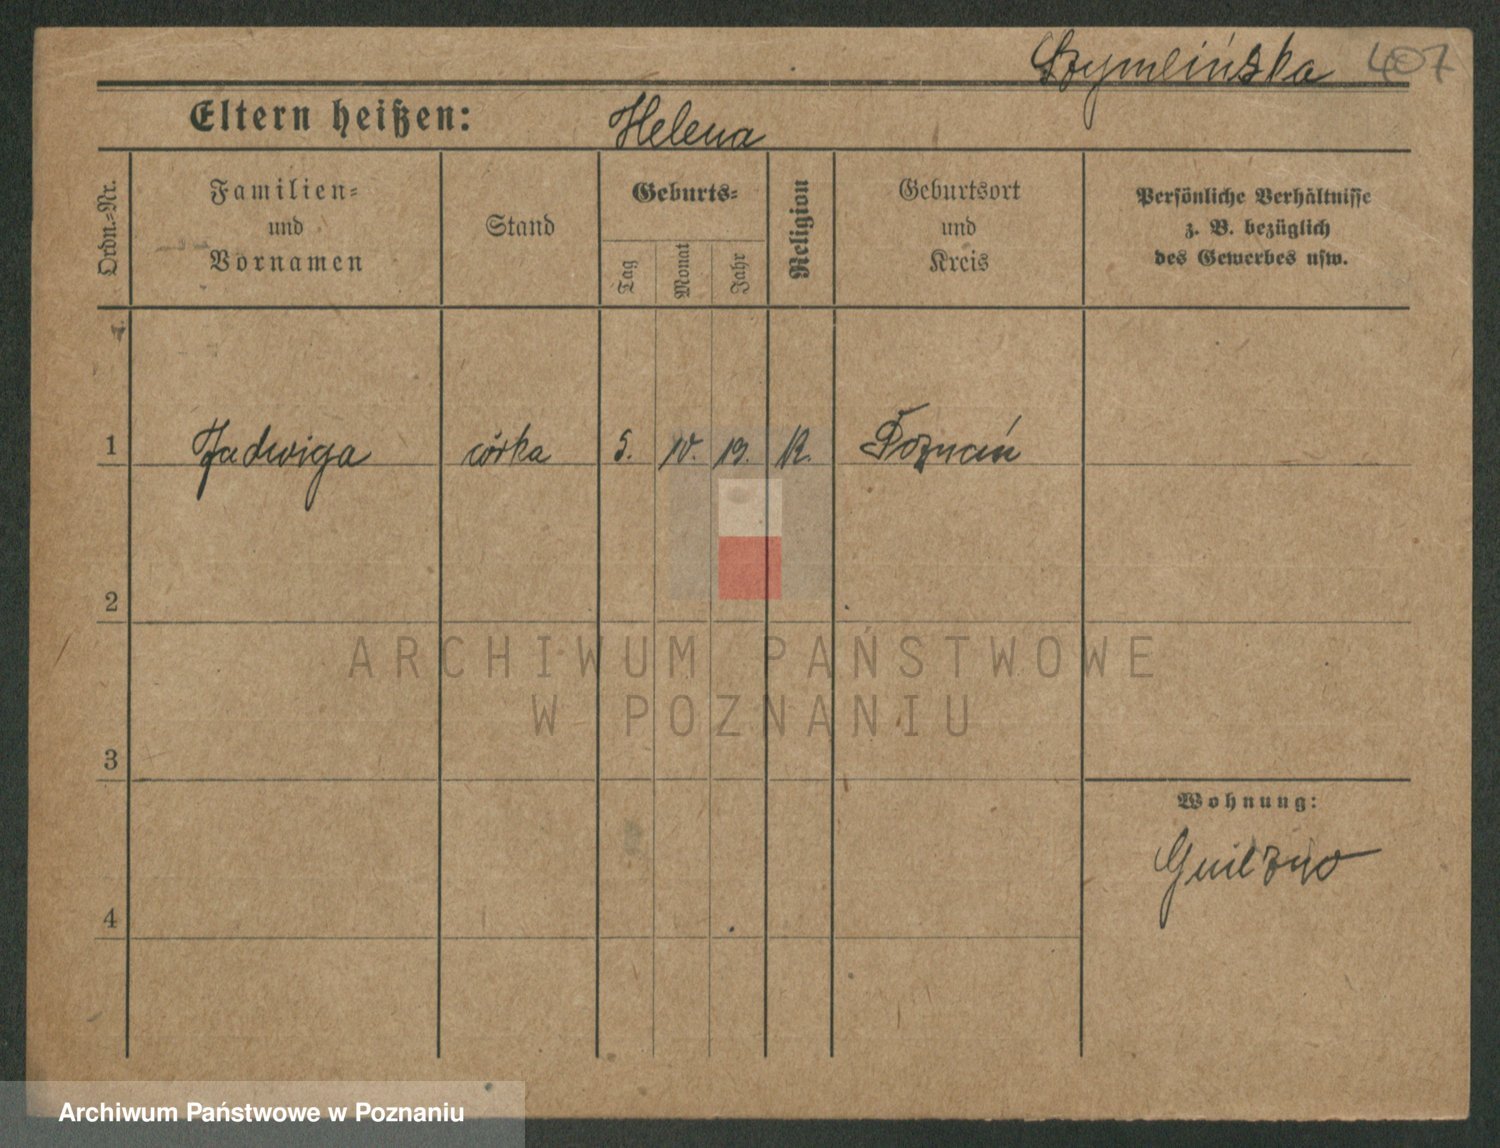 Szymlińska 407
Eltern heißen:
Helena
Ordn.-Nr.
Familien-
und
Vornamen
Stand
Geburts-
Tag
Monat
Jahr
Religion
Geburtsort
und
Kreis
Persönliche Verhältnisse
z. B. bezüglich
des Gewerbes usw.
1 Jadwiga córka 5. IV. 19. R. Poznań
2
ARCHIWUM PAŃSTWOWE
W POZNANIU
3
Wohnung:
4
Archiwum Państwowe w Poznaniu